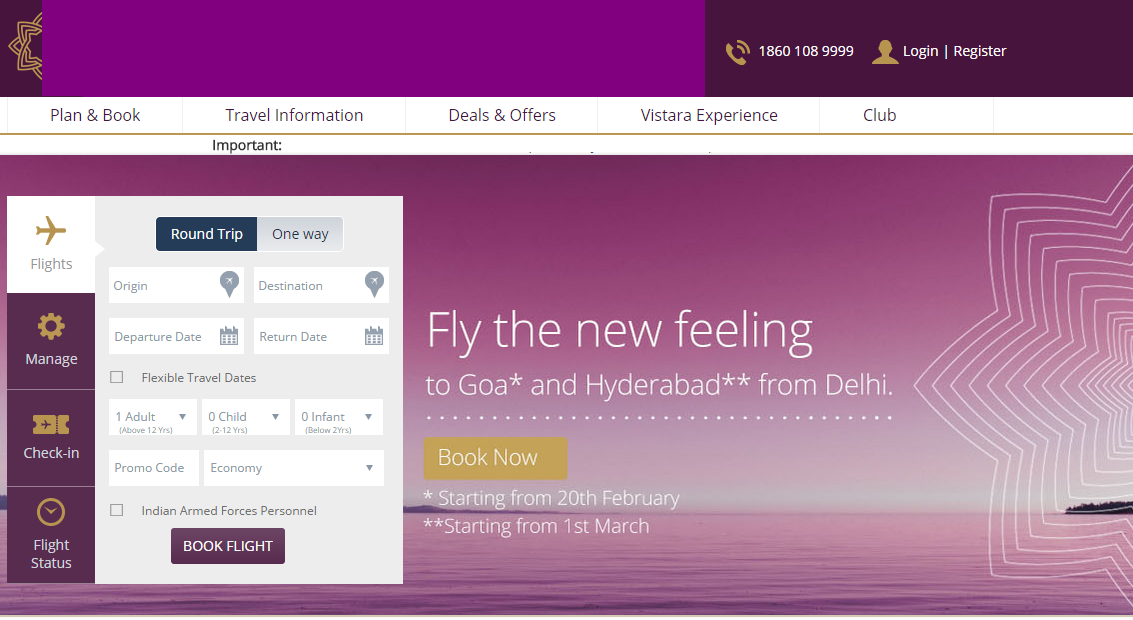 1860 108 9999 Login | Register
Plan & Book Travel Information Deals & Offers Vistara Experience Club
Important:
Flights
Manage
Check-in
Flight
Status
Round Trip One way
Origin Destination
Departure Date Return Date
Flexible Travel Dates
1 Adult 0 Child 0 Infant
(Above 12 Yrs) (2-12 Yrs) (Below 2Yrs)
Promo Code Economy
Indian Armed Forces Personnel
BOOK FLIGHT
Fly the new feeling
to Goa* and Hyderabad** from Delhi.
Book Now
* Starting from 20th February
**Starting from 1st March